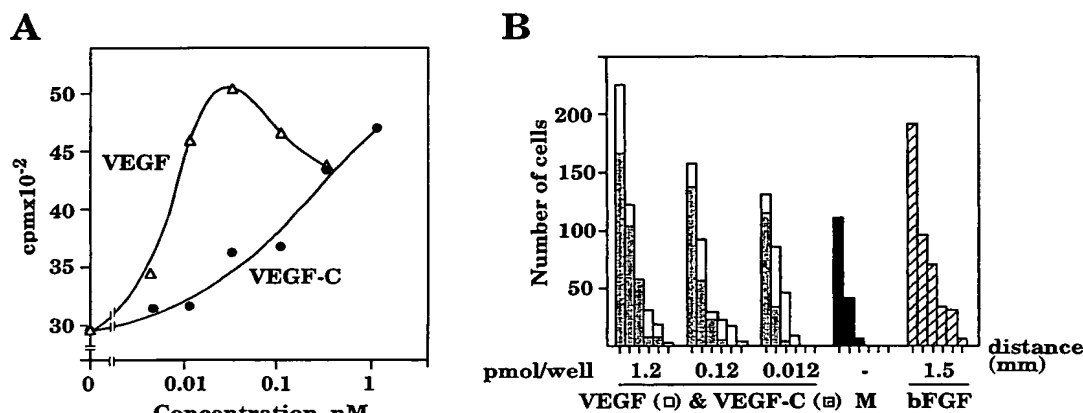 A
50
45
40
35
30
cpmx10-2
VEGF
VEGF-C
0
0.01
0.1
1
Concentration, nM
B
200
150
100
50
Number of cells
distance
(mm)
pmol/well 1.2 0.12 0.012 - 1.5
VEGF (□) & VEGF-C (▣) M bFGF